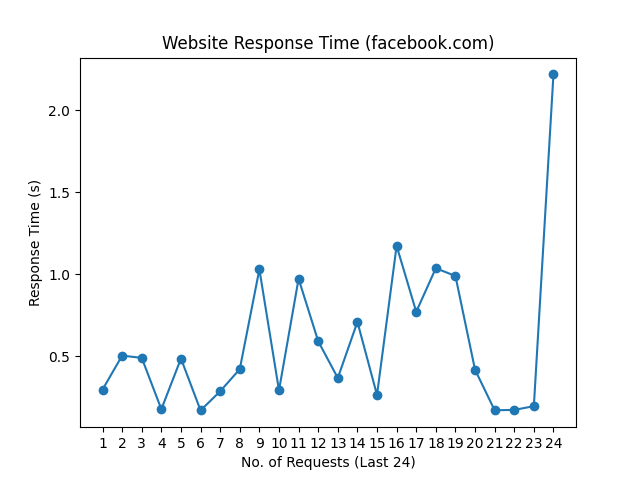 Website Response Time (facebook.com)
2.0
1.5
1.0
0.5
Response Time (s)
1 2 3 4 5 6 7 8 9 10 11 12 13 14 15 16 17 18 19 20 21 22 23 24
No. of Requests (Last 24)